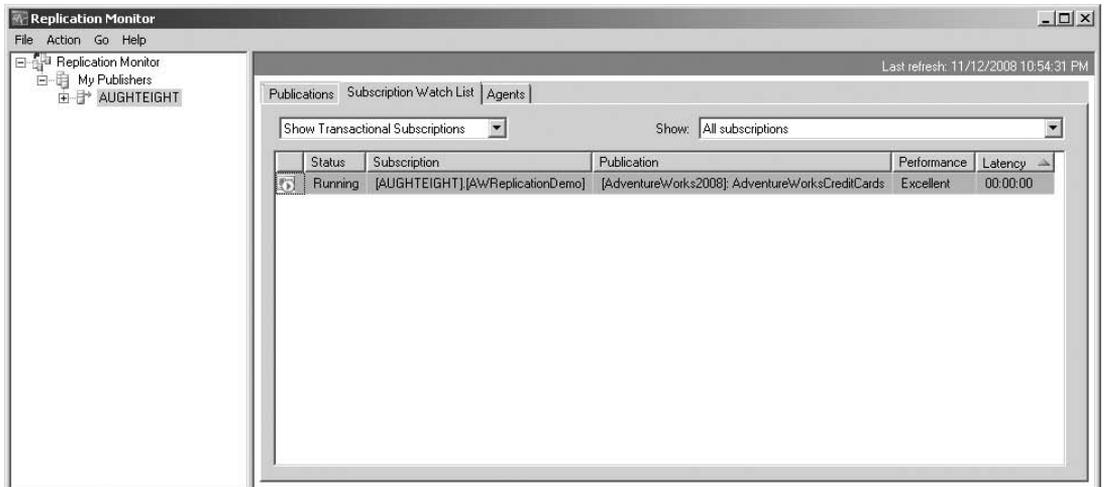 Replication Monitor
File Action Go Help
Replication Monitor
My Publishers
AUGHTEIGHT
Last refresh: 11/12/2008 10:54:31 PM
Publications Subscription Watch List Agents
Show Transactional Subscriptions Show: All subscriptions
Status Subscription Publication Performance Latency
Running [AUGHTEIGHT].[AWReplicationDemo] [AdventureWorks2008]: AdventureWorksCreditCards Excellent 00:00:00